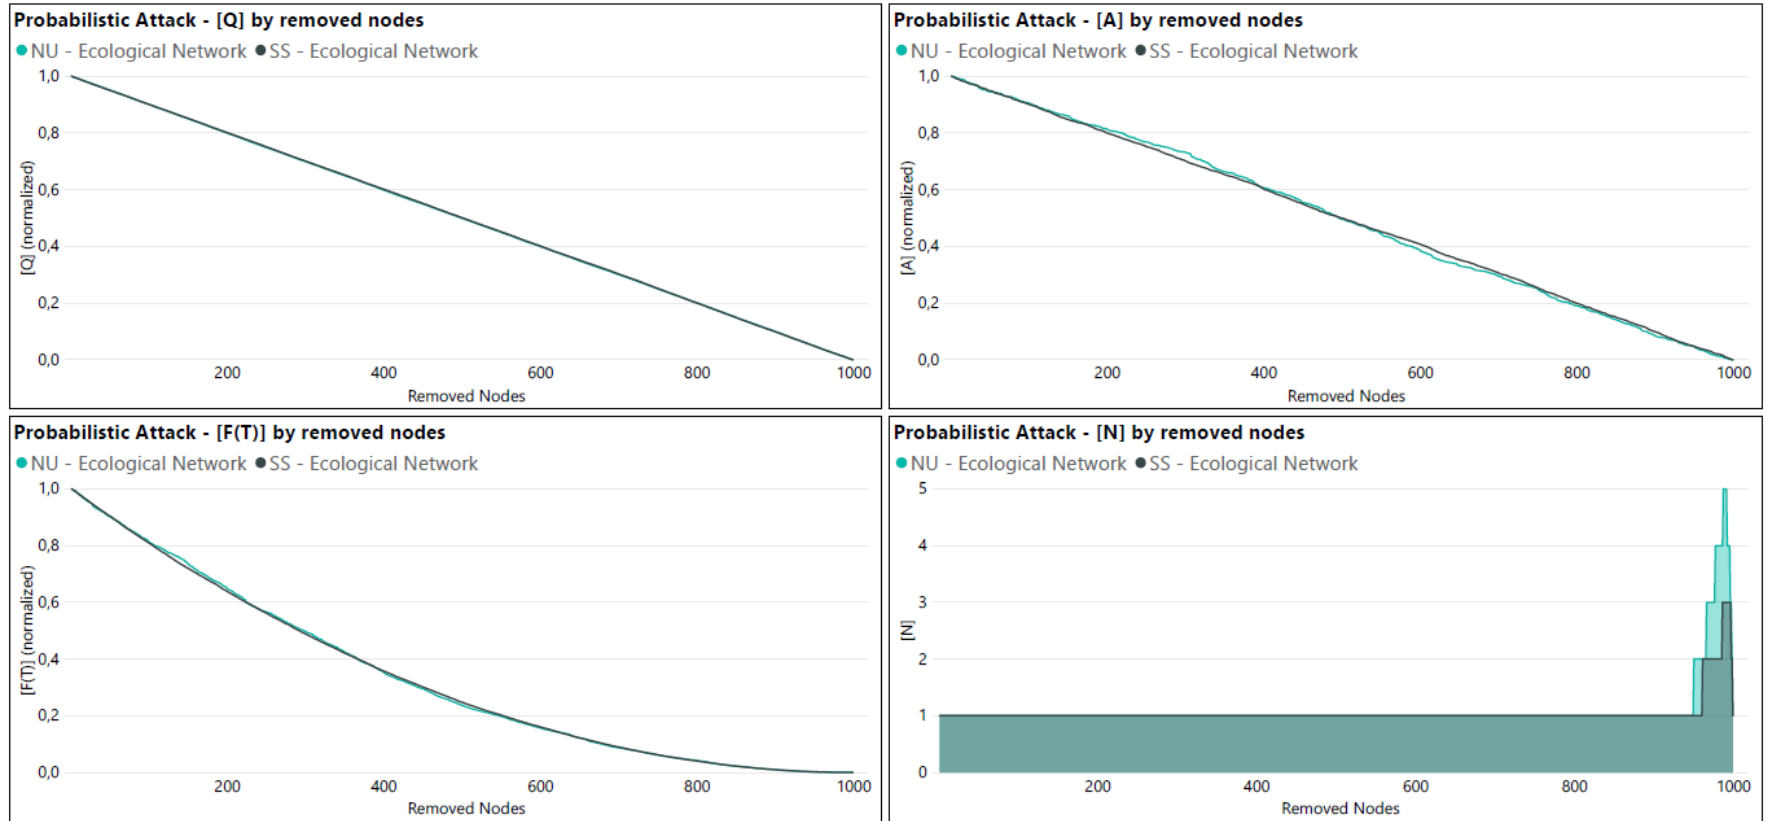 Probabilistic Attack - [Q] by removed nodes
NU - Ecological Network SS - Ecological Network
1,0
0,8
0,6
0,4
0,2
0,0
[Q] (normalized)
200 400 600 800 1000
Removed Nodes
Probabilistic Attack - [A] by removed nodes
NU - Ecological Network SS - Ecological Network
1,0
0,8
0,6
0,4
0,2
0,0
[A] (normalized)
200 400 600 800 1000
Removed Nodes
Probabilistic Attack - [F(T)] by removed nodes
NU - Ecological Network SS - Ecological Network
1,0
0,8
0,6
0,4
0,2
0,0
[F(T)] (normalized)
200 400 600 800 1000
Removed Nodes
Probabilistic Attack - [N] by removed nodes
NU - Ecological Network SS - Ecological Network
5
4
3
2
1
0
[N]
200 400 600 800 1000
Removed Nodes